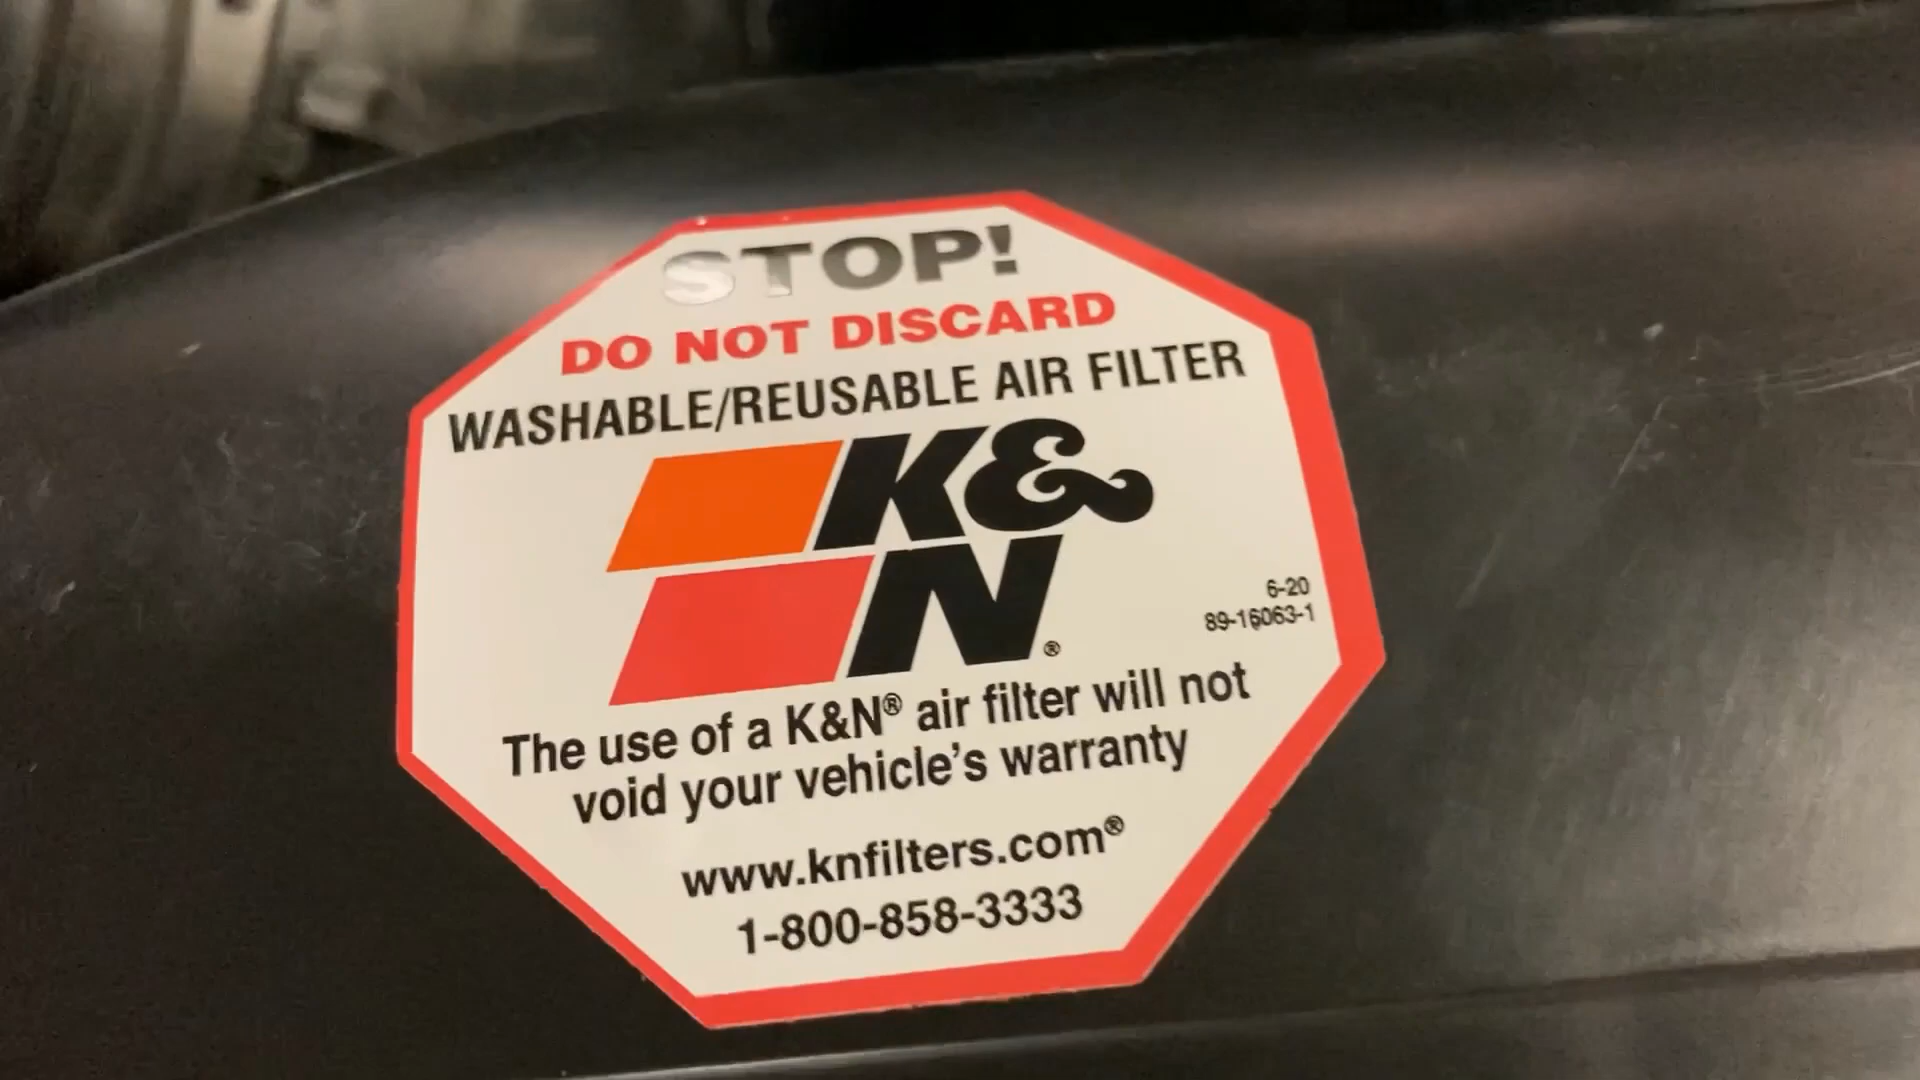 STOP!
DO NOT DISCARD
WASHABLE/REUSABLE AIR FILTER
K&
N®
6-20
89-16063-1
The use of a K&N® air filter will not
void your vehicle's warranty
www.knfilters.com®
1-800-858-3333